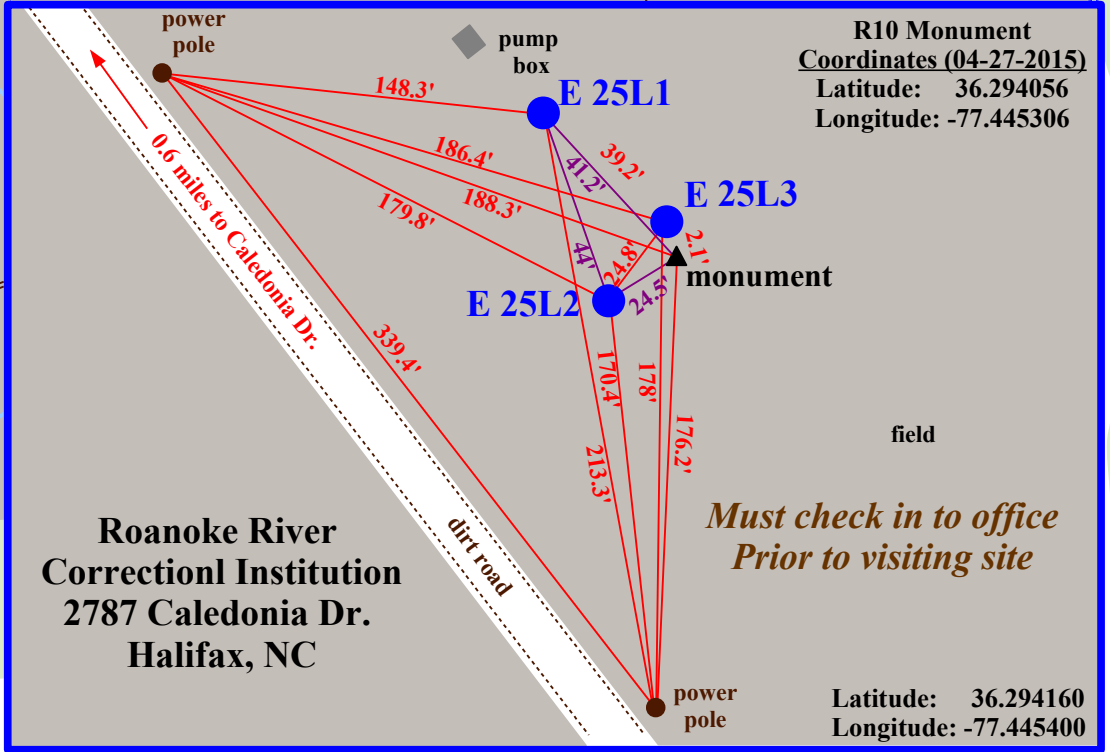 power
pole
pump
box
R10 Monument
Coordinates (04-27-2015)
Latitude: 36.294056
Longitude: -77.445306
E 25L1
148.3'
39.2'
41.2'
186.4'
188.3'
179.8'
E 25L3
2.1'
44'
24.8'
monument
24.5'
E 25L2
0.6 miles to Caledonia Dr.
339.4'
170.4'
178'
176.2'
213.3'
field
Must check in to office
Prior to visiting site
dirt road
Roanoke River
Correctionl Institution
2787 Caledonia Dr.
Halifax, NC
power
pole
Latitude: 36.294160
Longitude: -77.445400